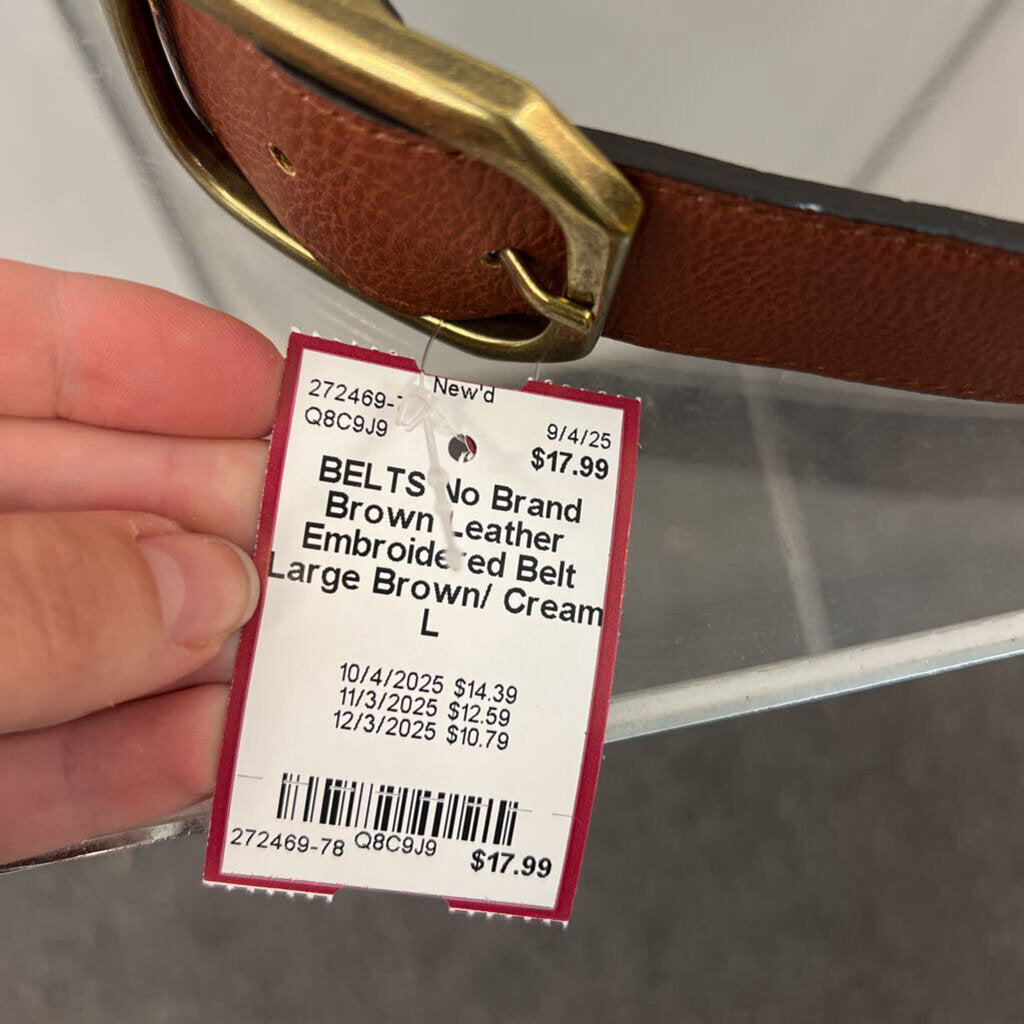 New'd
272469-
Q8C9J9
9/4/25
$17.99
BELTS No Brand
Brown Leather
Embroidered Belt
Large Brown/ Cream
L
10/4/2025 $14.39
11/3/2025 $12.59
12/3/2025 $10.79
272469-78 Q8C9J9 $17.99